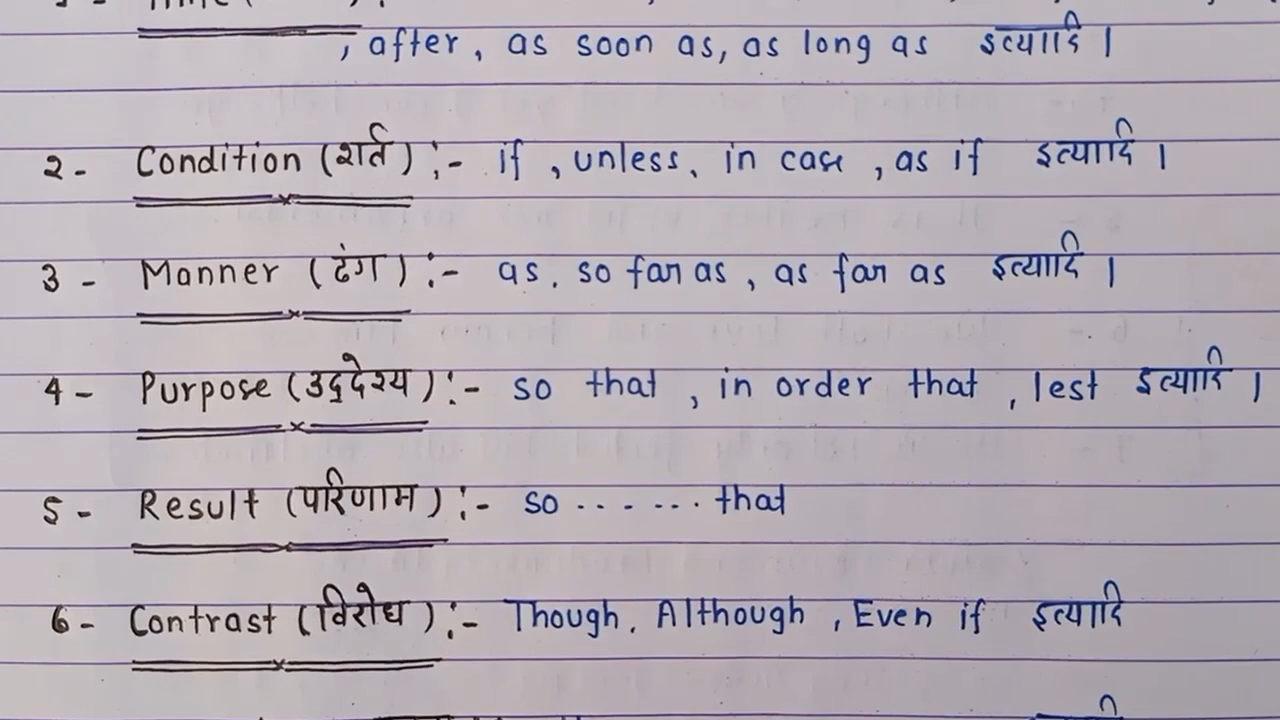 , after, as soon as, as long as इत्यादि ।
2- Condition (शर्त) :- if, unless, in case, as if इत्यादि ।
3- Manner (ढंग) :- as, so far as, as far as इत्यादि ।
4- Purpose (उद्देश्य) :- so that, in order that, lest इत्यादि ।
5- Result (परिणाम) :- so ....... that
6- Contrast (विरोध) :- Though, Although, Even if इत्यादि